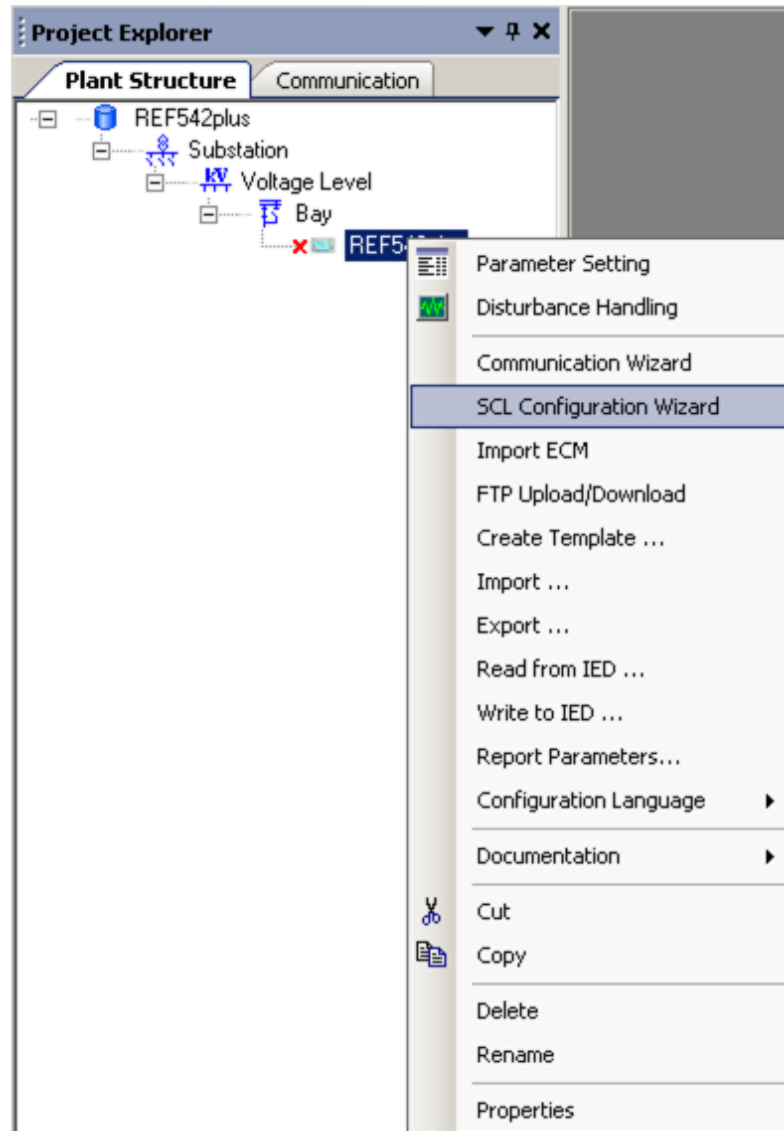 Project Explorer
Plant Structure
Communication
REF542plus
Substation
kV Voltage Level
Bay
REF5
Parameter Setting
Disturbance Handling
Communication Wizard
SCL Configuration Wizard
Import ECM
FTP Upload/Download
Create Template ...
Import ...
Export ...
Read from IED ...
Write to IED ...
Report Parameters...
Configuration Language
Documentation
Cut
Copy
Delete
Rename
Properties